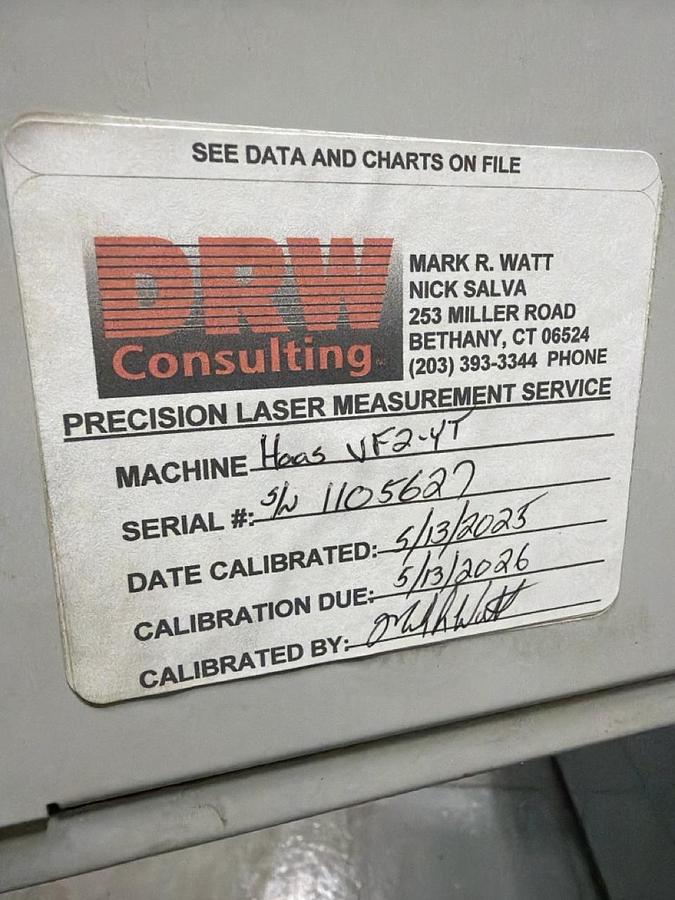 SEE DATA AND CHARTS ON FILE
DRW
Consulting
MARK R. WATT
NICK SALVA
253 MILLER ROAD
BETHANY, CT 06524
(203) 393-3344 PHONE
PRECISION LASER MEASUREMENT SERVICE
MACHINE Haas VF2-YT
SERIAL #: S/N 1105627
DATE CALIBRATED: 5/13/2025
CALIBRATION DUE: 5/13/2026
CALIBRATED BY: Mark R Watt